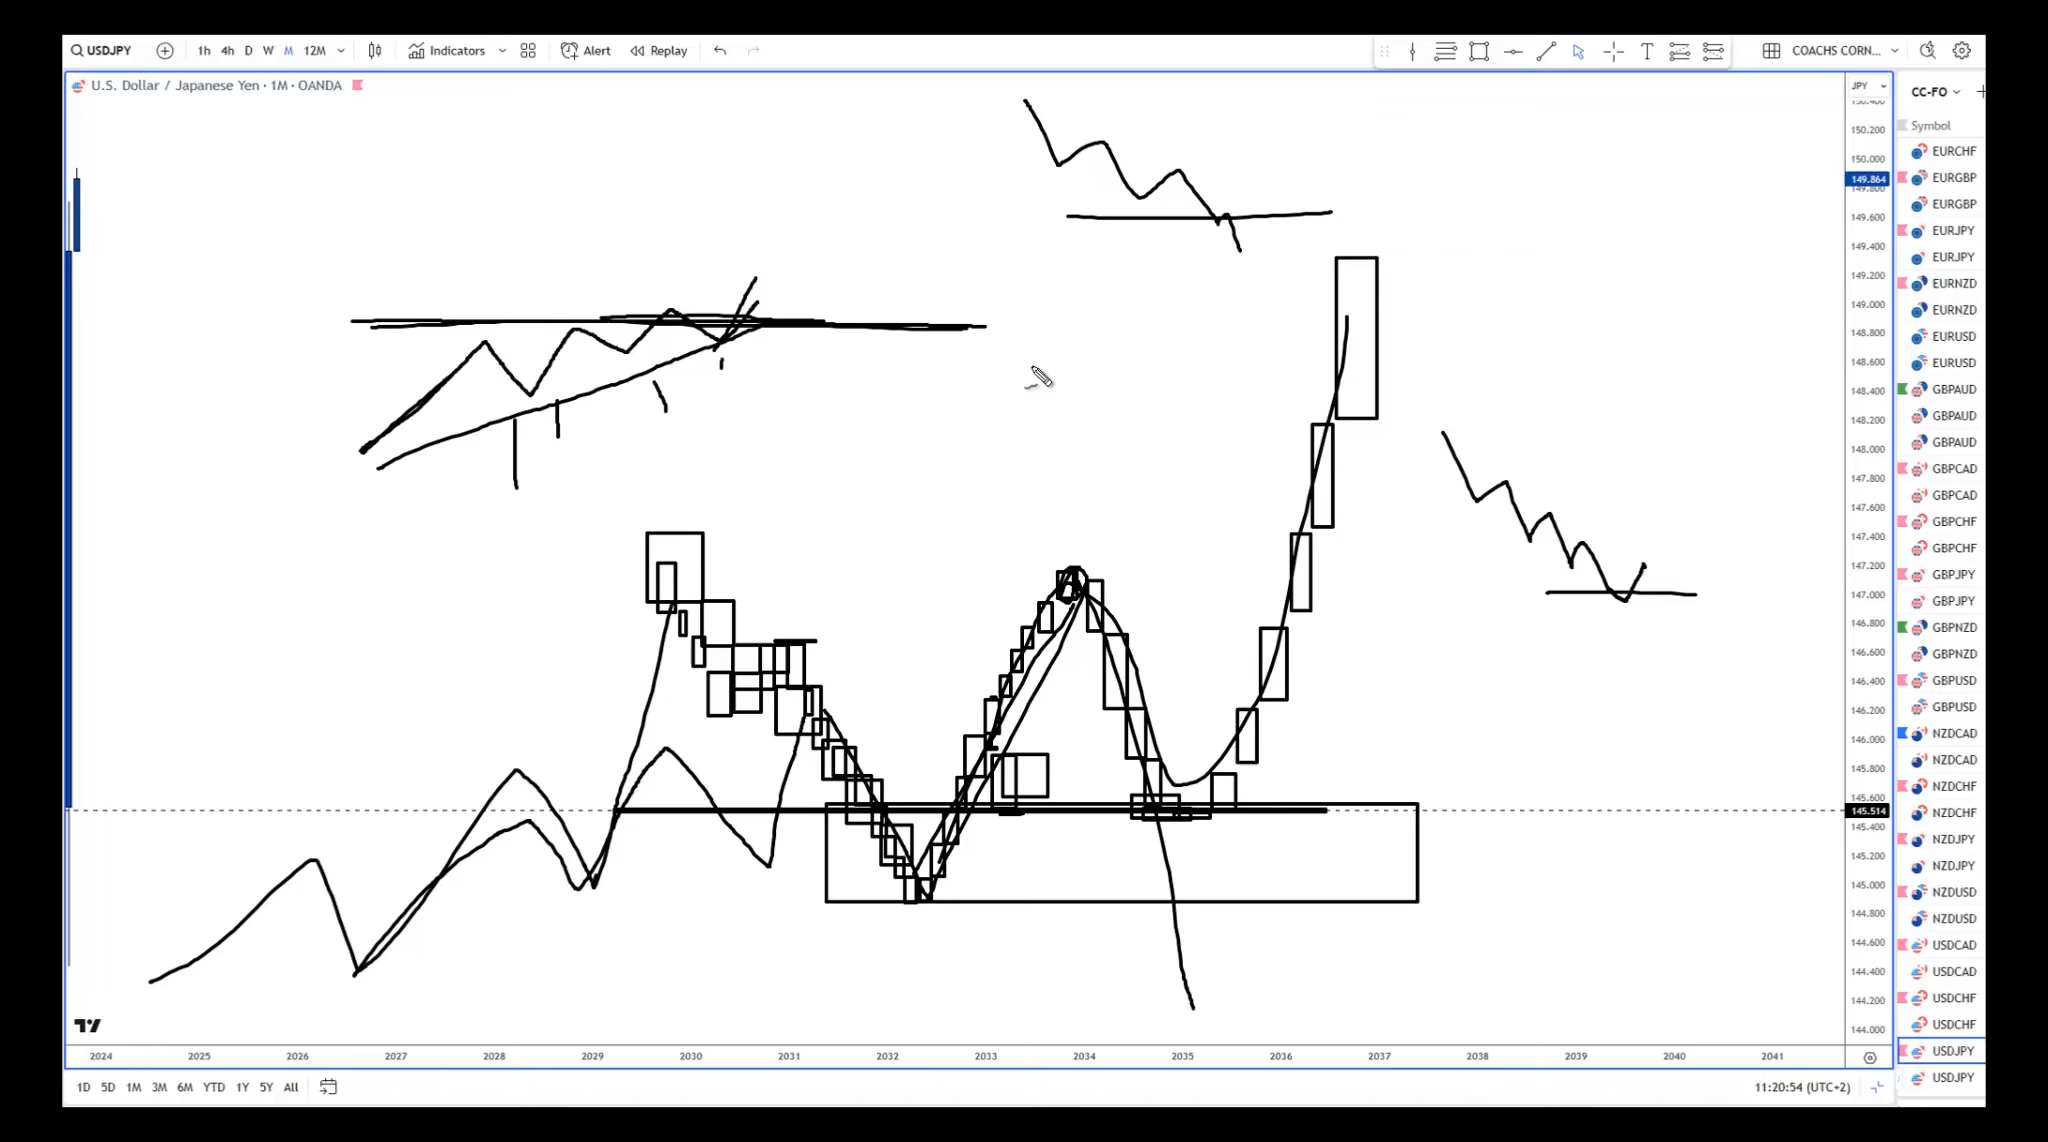 USDJPY 1h 4h D W M 12M Indicators Alert Replay T COACHS CORN...
U.S. Dollar / Japanese Yen · 1M · OANDA
JPY
150.200
150.000
149.864
149.600
149.400
149.200
149.000
148.800
148.600
148.400
148.200
148.000
147.800
147.600
147.400
147.200
147.000
146.800
146.600
146.400
146.200
146.000
145.800
145.600
145.514
145.400
145.200
145.000
144.800
144.600
144.400
144.200
144.000
CC-FO
Symbol
EURCHF
EURGBP
EURGBP
EURJPY
EURJPY
EURNZD
EURNZD
EURUSD
EURUSD
GBPAUD
GBPAUD
GBPAUD
GBPCAD
GBPCAD
GBPCHF
GBPCHF
GBPJPY
GBPJPY
GBPNZD
GBPNZD
GBPUSD
GBPUSD
NZDCAD
NZDCAD
NZDCHF
NZDCHF
NZDJPY
NZDJPY
NZDUSD
NZDUSD
USDCAD
USDCAD
USDCHF
USDCHF
USDJPY
USDJPY
2024 2025 2026 2027 2028 2029 2030 2031 2032 2033 2034 2035 2036 2037 2038 2039 2040 2041
1D 5D 1M 3M 6M YTD 1Y 5Y All 11:20:54 (UTC+2)